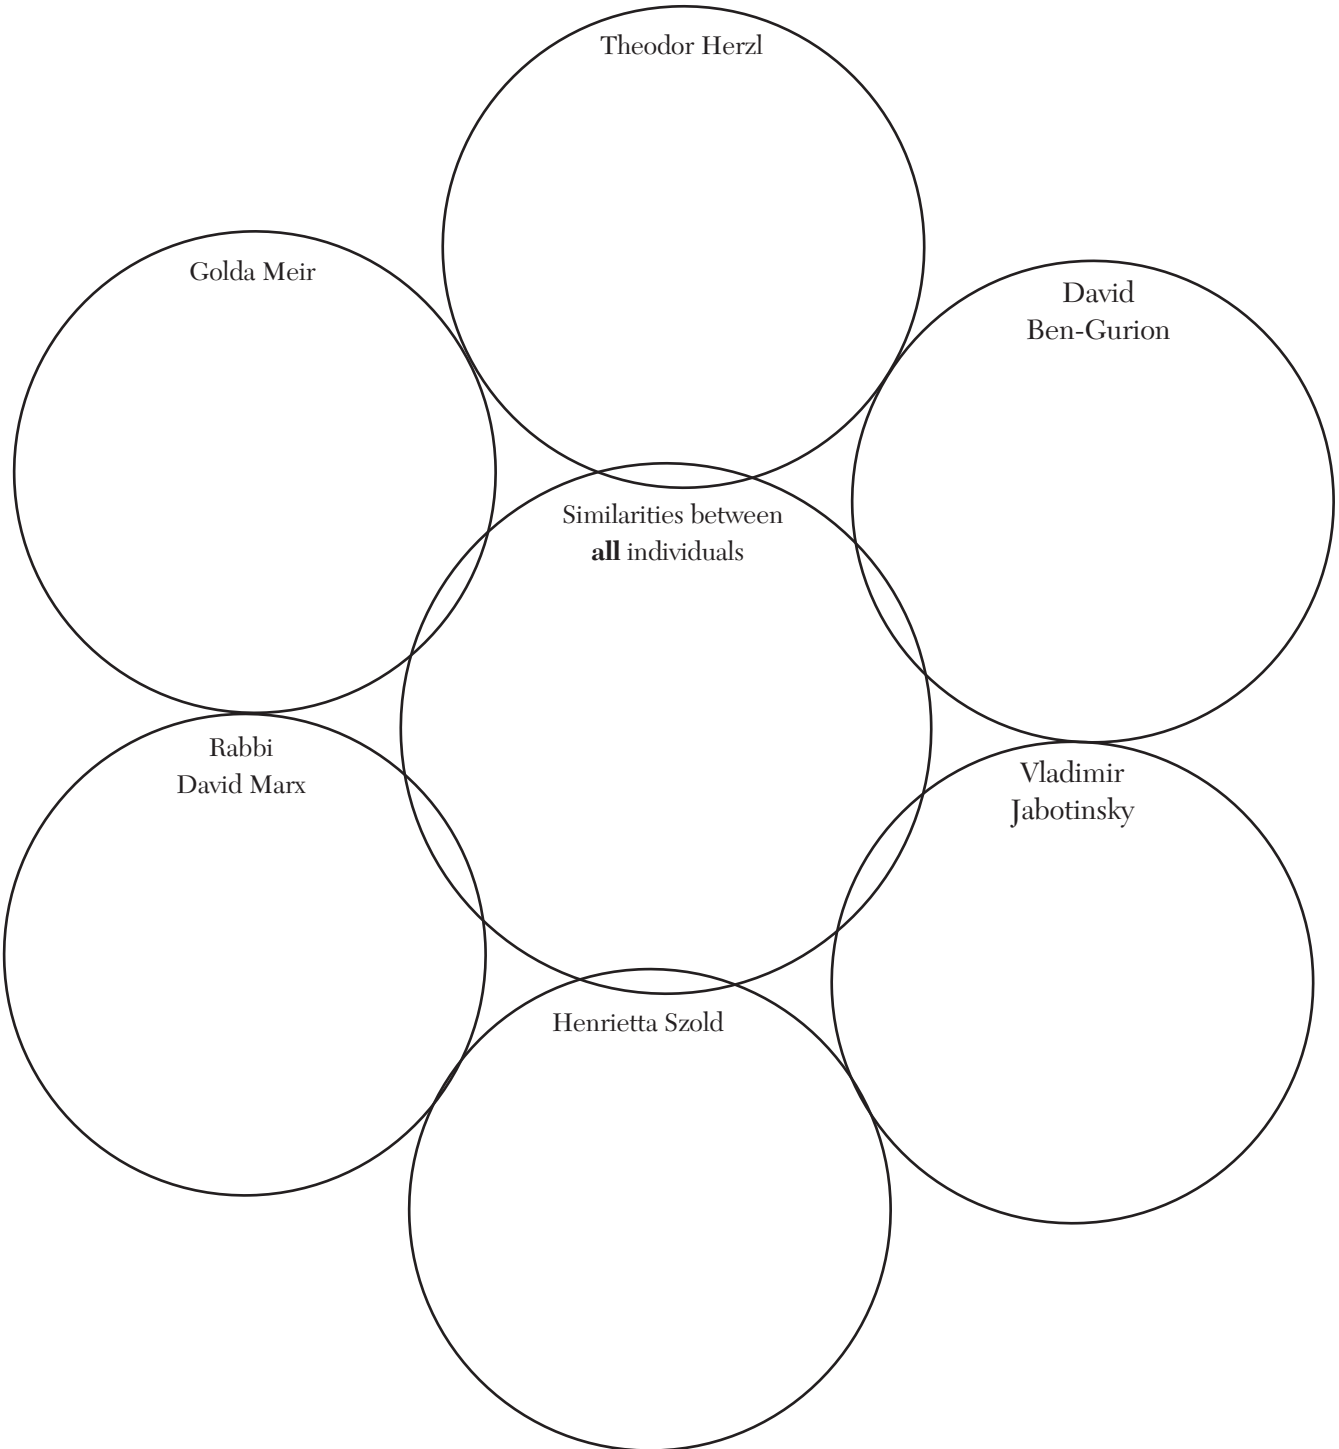 Theodor Herzl
Golda Meir
David
Ben-Gurion
Similarities between
all individuals
Rabbi
David Marx
Vladimir
Jabotinsky
Henrietta Szold